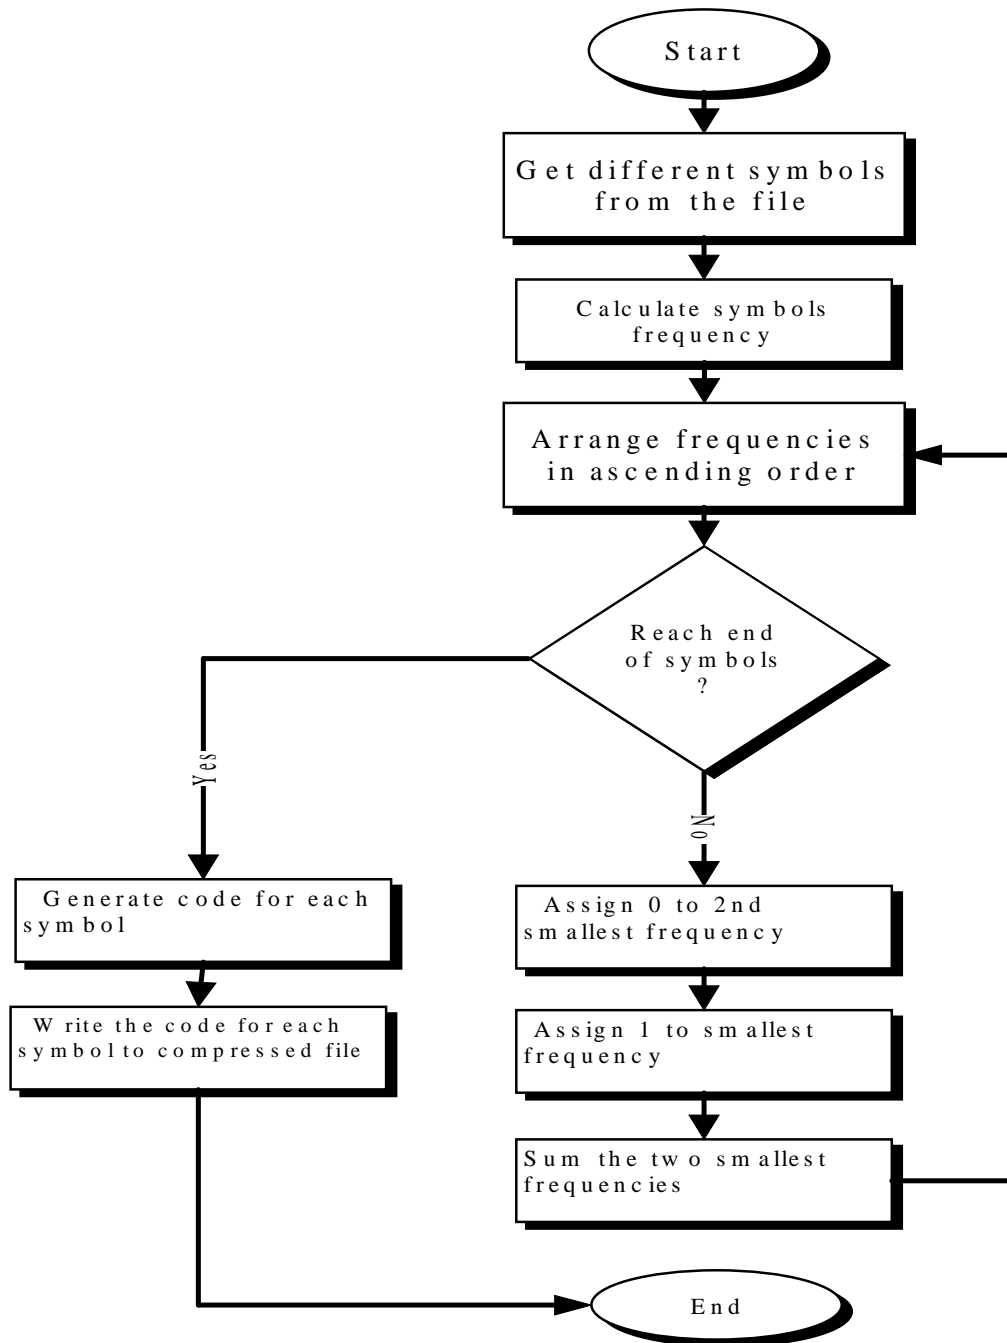 Start
Get different symbols
from the file
Calculate symbols
frequency
Arrange frequencies
in ascending order
Reach end
of symbols
?
Yes
No
Generate code for each
symbol
Write the code for each
symbol to compressed file
Assign 0 to 2nd
smallest frequency
Assign 1 to smallest
frequency
Sum the two smallest
frequencies
End